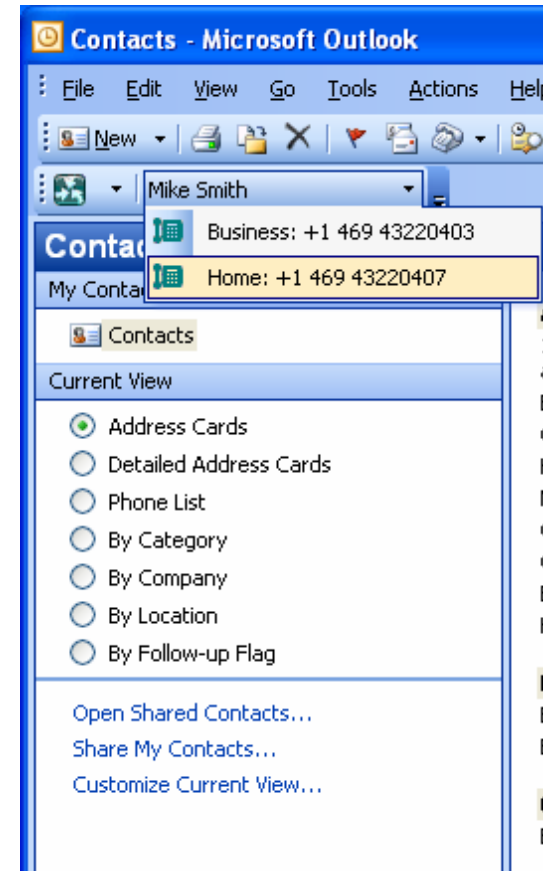 Contacts - Microsoft Outlook
File Edit View Go Tools Actions
New
Mike Smith
Business: +1 469 43220403
Home: +1 469 43220407
Contacts
Current View
Address Cards
Detailed Address Cards
Phone List
By Category
By Company
By Location
By Follow-up Flag
Open Shared Contacts...
Share My Contacts...
Customize Current View...